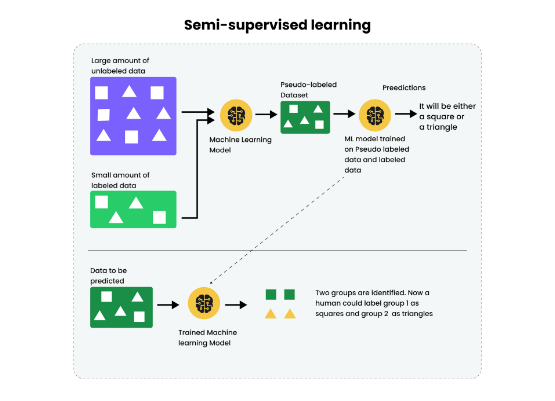 Semi-supervised learning
Large amount of
unlabeled data
Pseudo-labeled
Dataset
Preedictions
It will be either
a square or
a triangle
Machine Learning
Model
ML model trained
on Pseudo labeled
data and labeled
data
Small amount of
labeled data
Data to be
predicted
Two groups are identified. Now a
human could label group 1 as
squares and group 2 as triangles
Trained Machine
learning Model